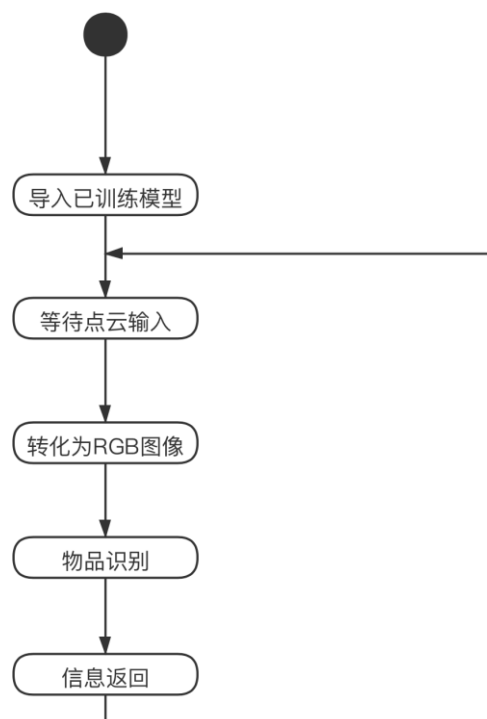 导入已训练模型
等待点云输入
转化为RGB图像
物品识别
信息返回